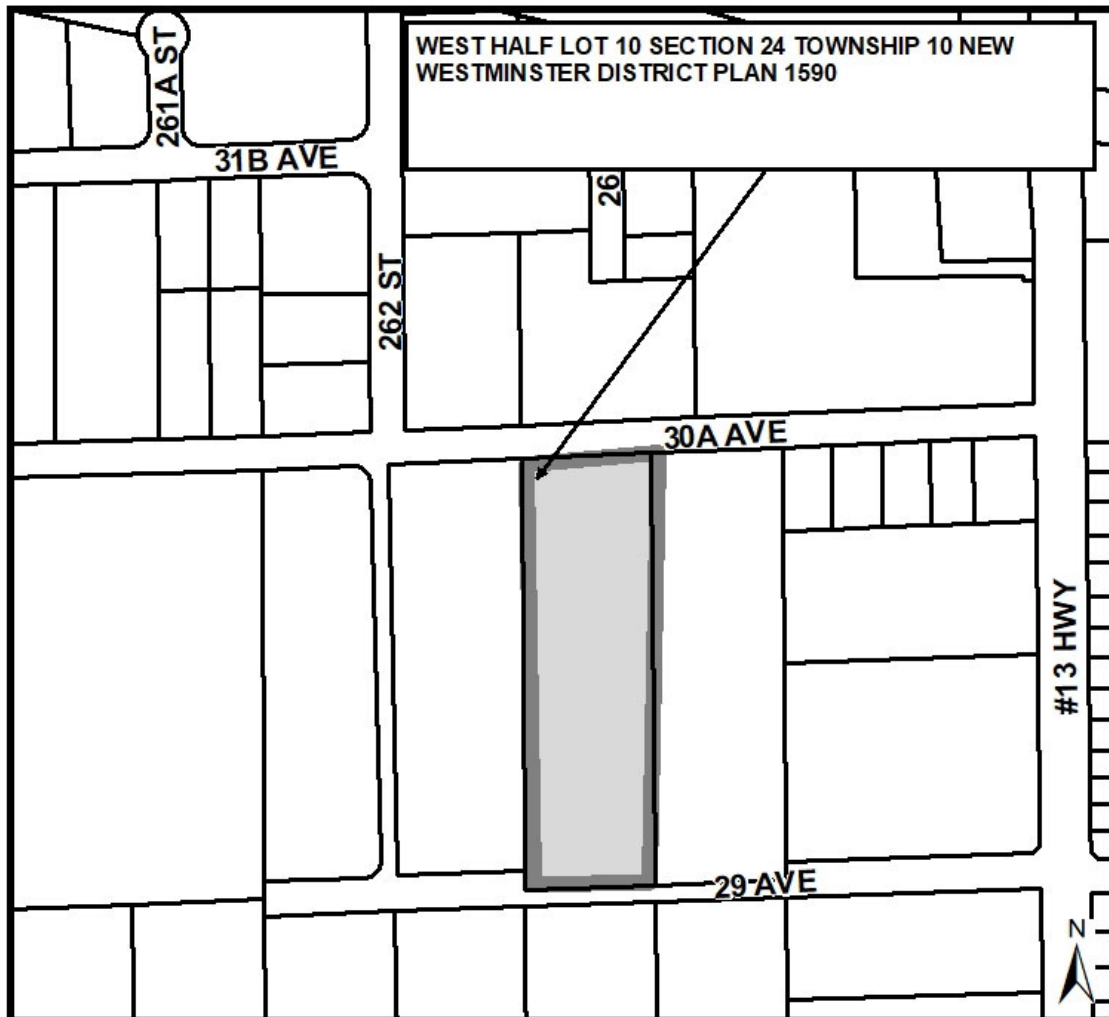 WEST HALF LOT 10 SECTION 24 TOWNSHIP 10 NEW
WESTMINSTER DISTRICT PLAN 1590
261A ST
31B AVE
26
262 ST
30A AVE
#13 HWY
29 AVE
N